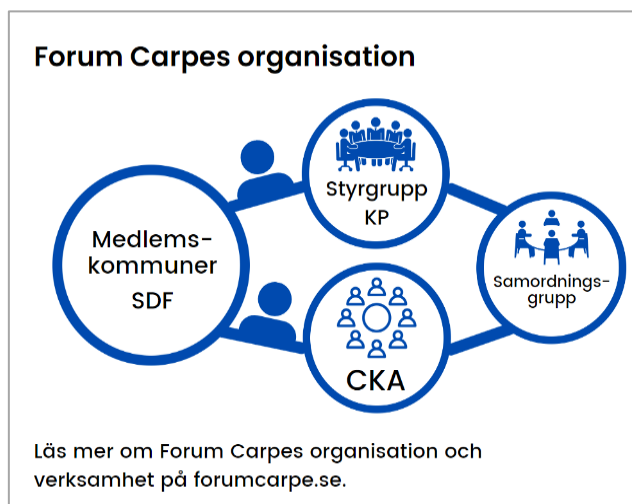 Forum Carpes organisation
Medlems-
kommuner
SDF
Styrgrupp
KP
CKA
Samordnings-
grupp
Läs mer om Forum Carpes organisation och
verksamhet på forumcarpe.se.